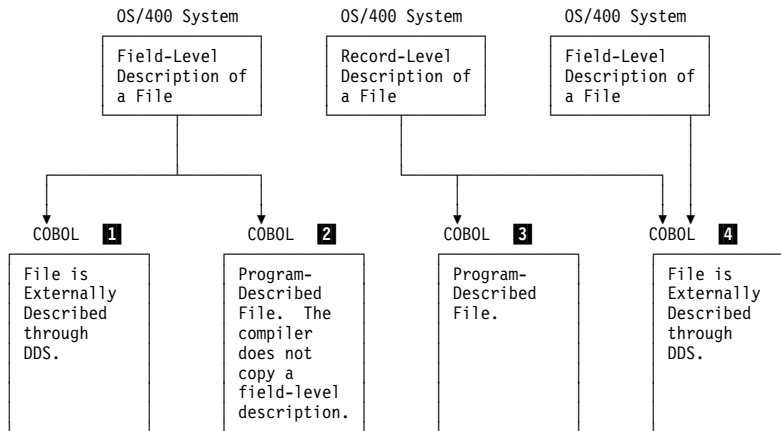 OS/400 System
OS/400 System
OS/400 System
Field-Level
Description of
a File
Record-Level
Description of
a File
Field-Level
Description of
a File
COBOL 1
COBOL 2
COBOL 3
COBOL 4
File is
Externally
Described
through
DDS.
Program-
Described
File. The
compiler
does not
copy a
field-level
description.
Program-
Described
File.
File is
Externally
Described
through
DDS.